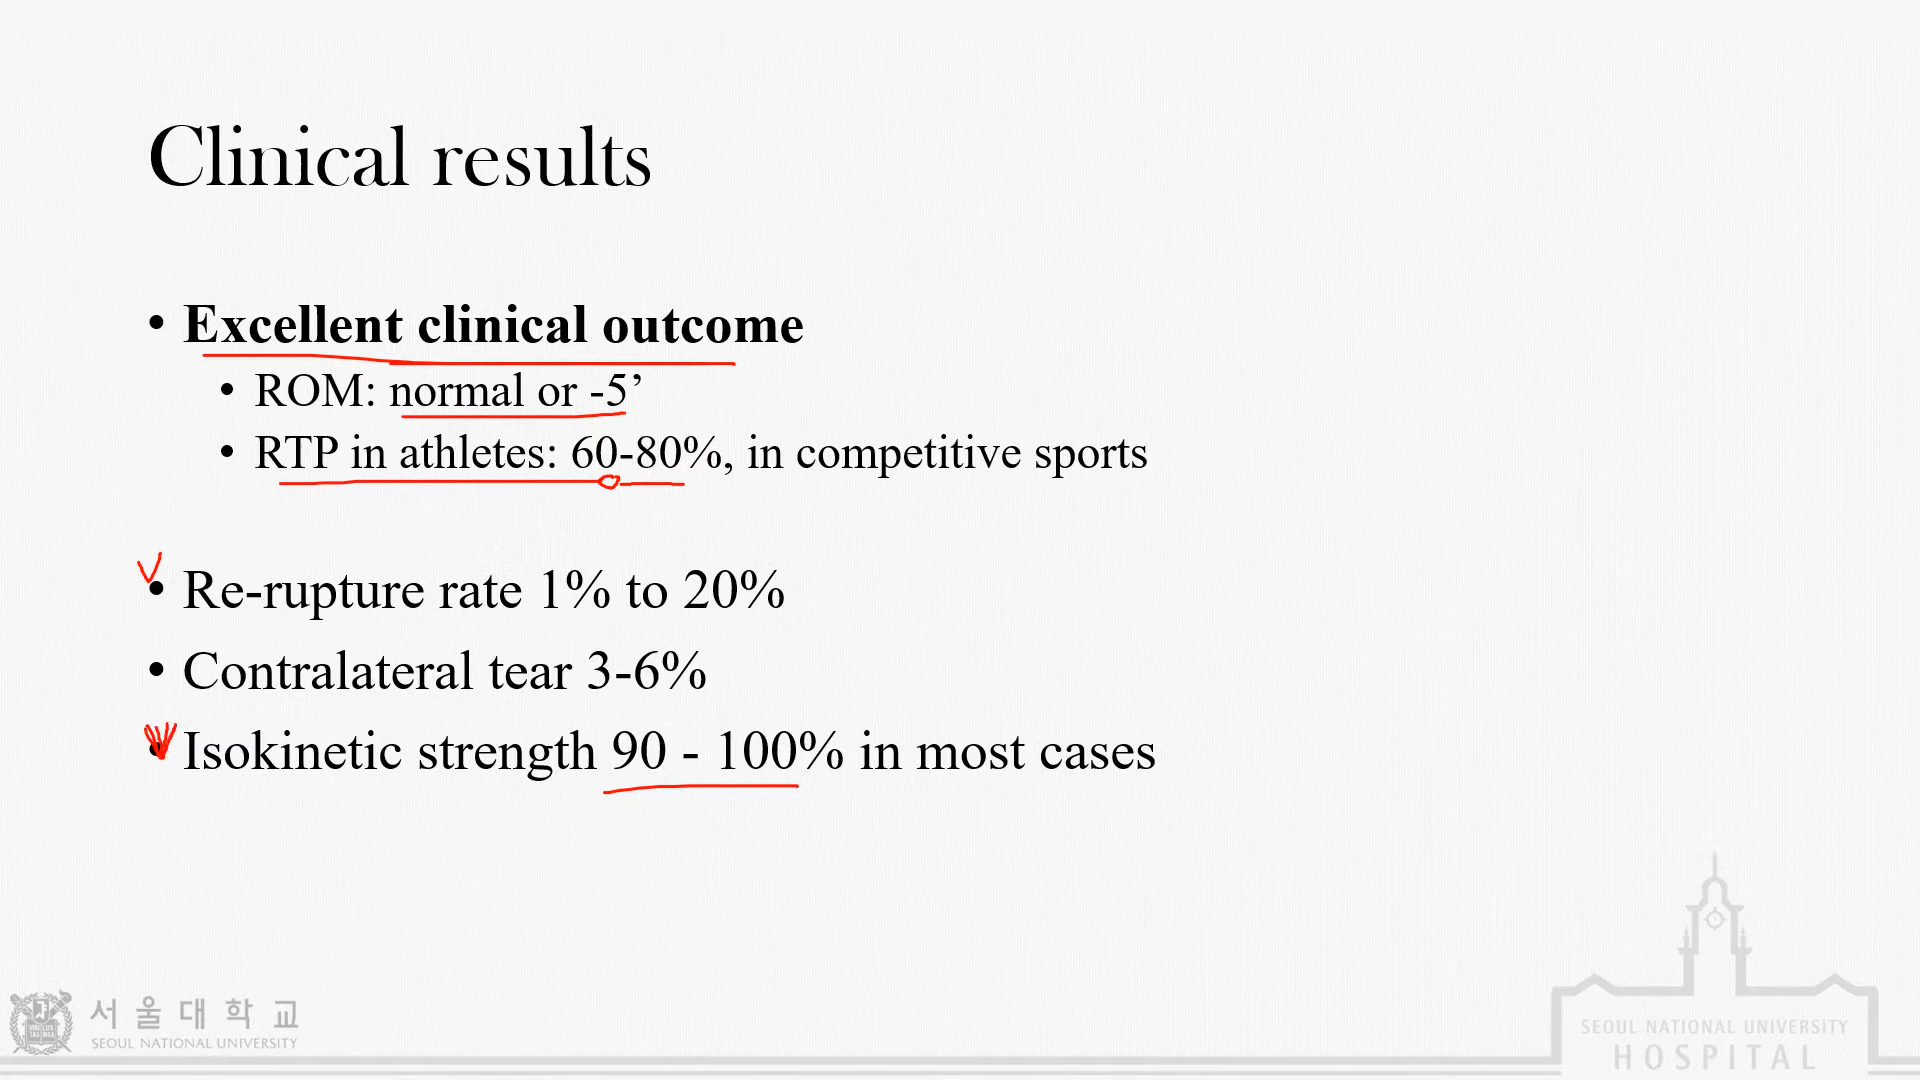 Clinical results
• Excellent clinical outcome
• ROM: normal or -5’
• RTP in athletes: 60-80%, in competitive sports
• Re-rupture rate 1% to 20%
• Contralateral tear 3-6%
• Isokinetic strength 90 - 100% in most cases
서울대학교
SEOUL NATIONAL UNIVERSITY
SEOUL NATIONAL UNIVERSITY
HOSPITAL